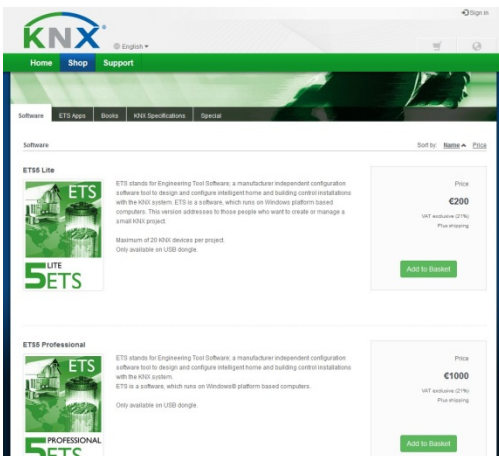 Sign in
KNX®
English
Home Shop Support
Software ETS Apps Books KNX Specifications Special
Software Sort by: Name Price
ETS5 Lite
ETS stands for Engineering Tool Software; a manufacturer independent configuration
software tool to design and configure intelligent home and building control installations
with the KNX system. ETS is a software, which runs on Windows platform based
computers. This version addresses to those people who want to create or manage a
small KNX project.
Maximum of 20 KNX devices per project.
Only available on USB dongle.
ETS
LITE
5ETS
Price
€200
VAT exclusive (21%)
Plus shipping
Add to Basket
ETS5 Professional
ETS stands for Engineering Tool Software; a manufacturer independent configuration
software tool to design and configure intelligent home and building control installations
with the KNX system.
ETS is a software, which runs on Windows® platform based computers.
Only available on USB dongle.
ETS
PROFESSIONAL
5ETS
Price
€1000
VAT exclusive (21%)
Plus shipping
Add to Basket